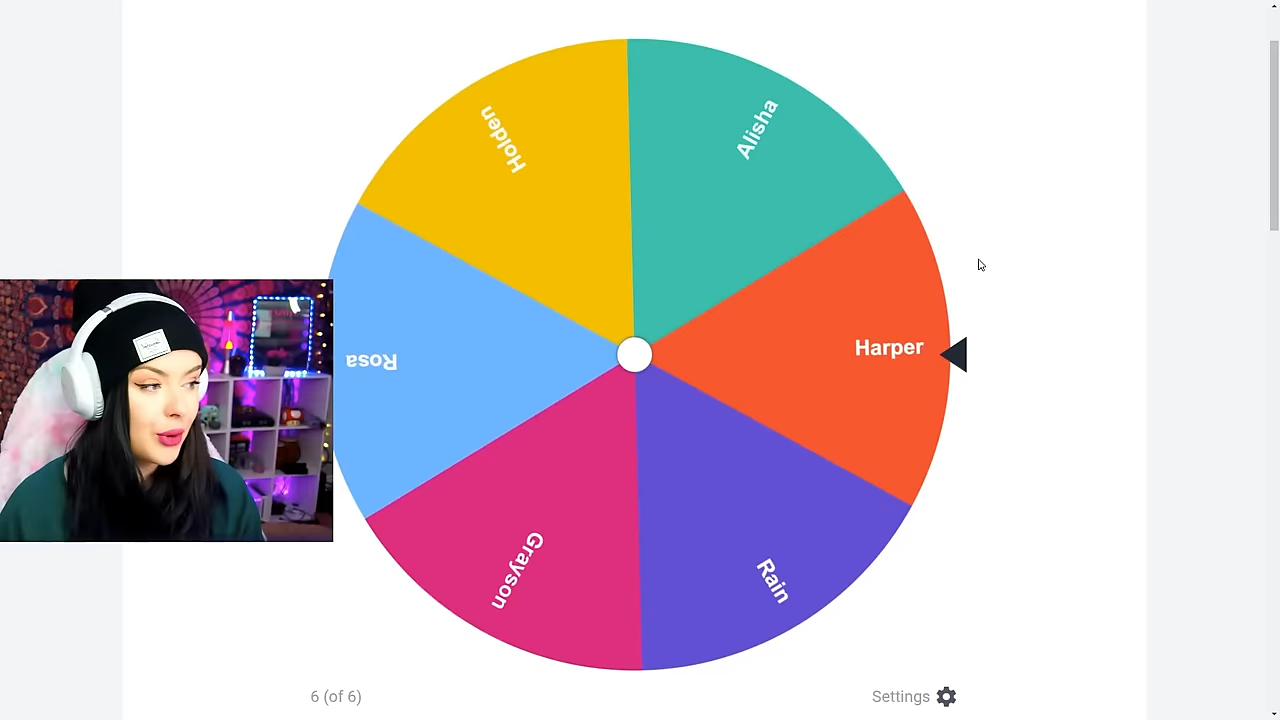 Holden
Alisha
Harper
Rosa
Grayson
Rain
6 (of 6)
Settings